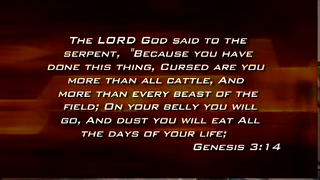 The LORD God said to the
serpent, "Because you have
done this thing, Cursed are you
more than all cattle, And
more than every beast of the
field; On your belly you will
go, And dust you will eat All
the days of your life;
Genesis 3:14